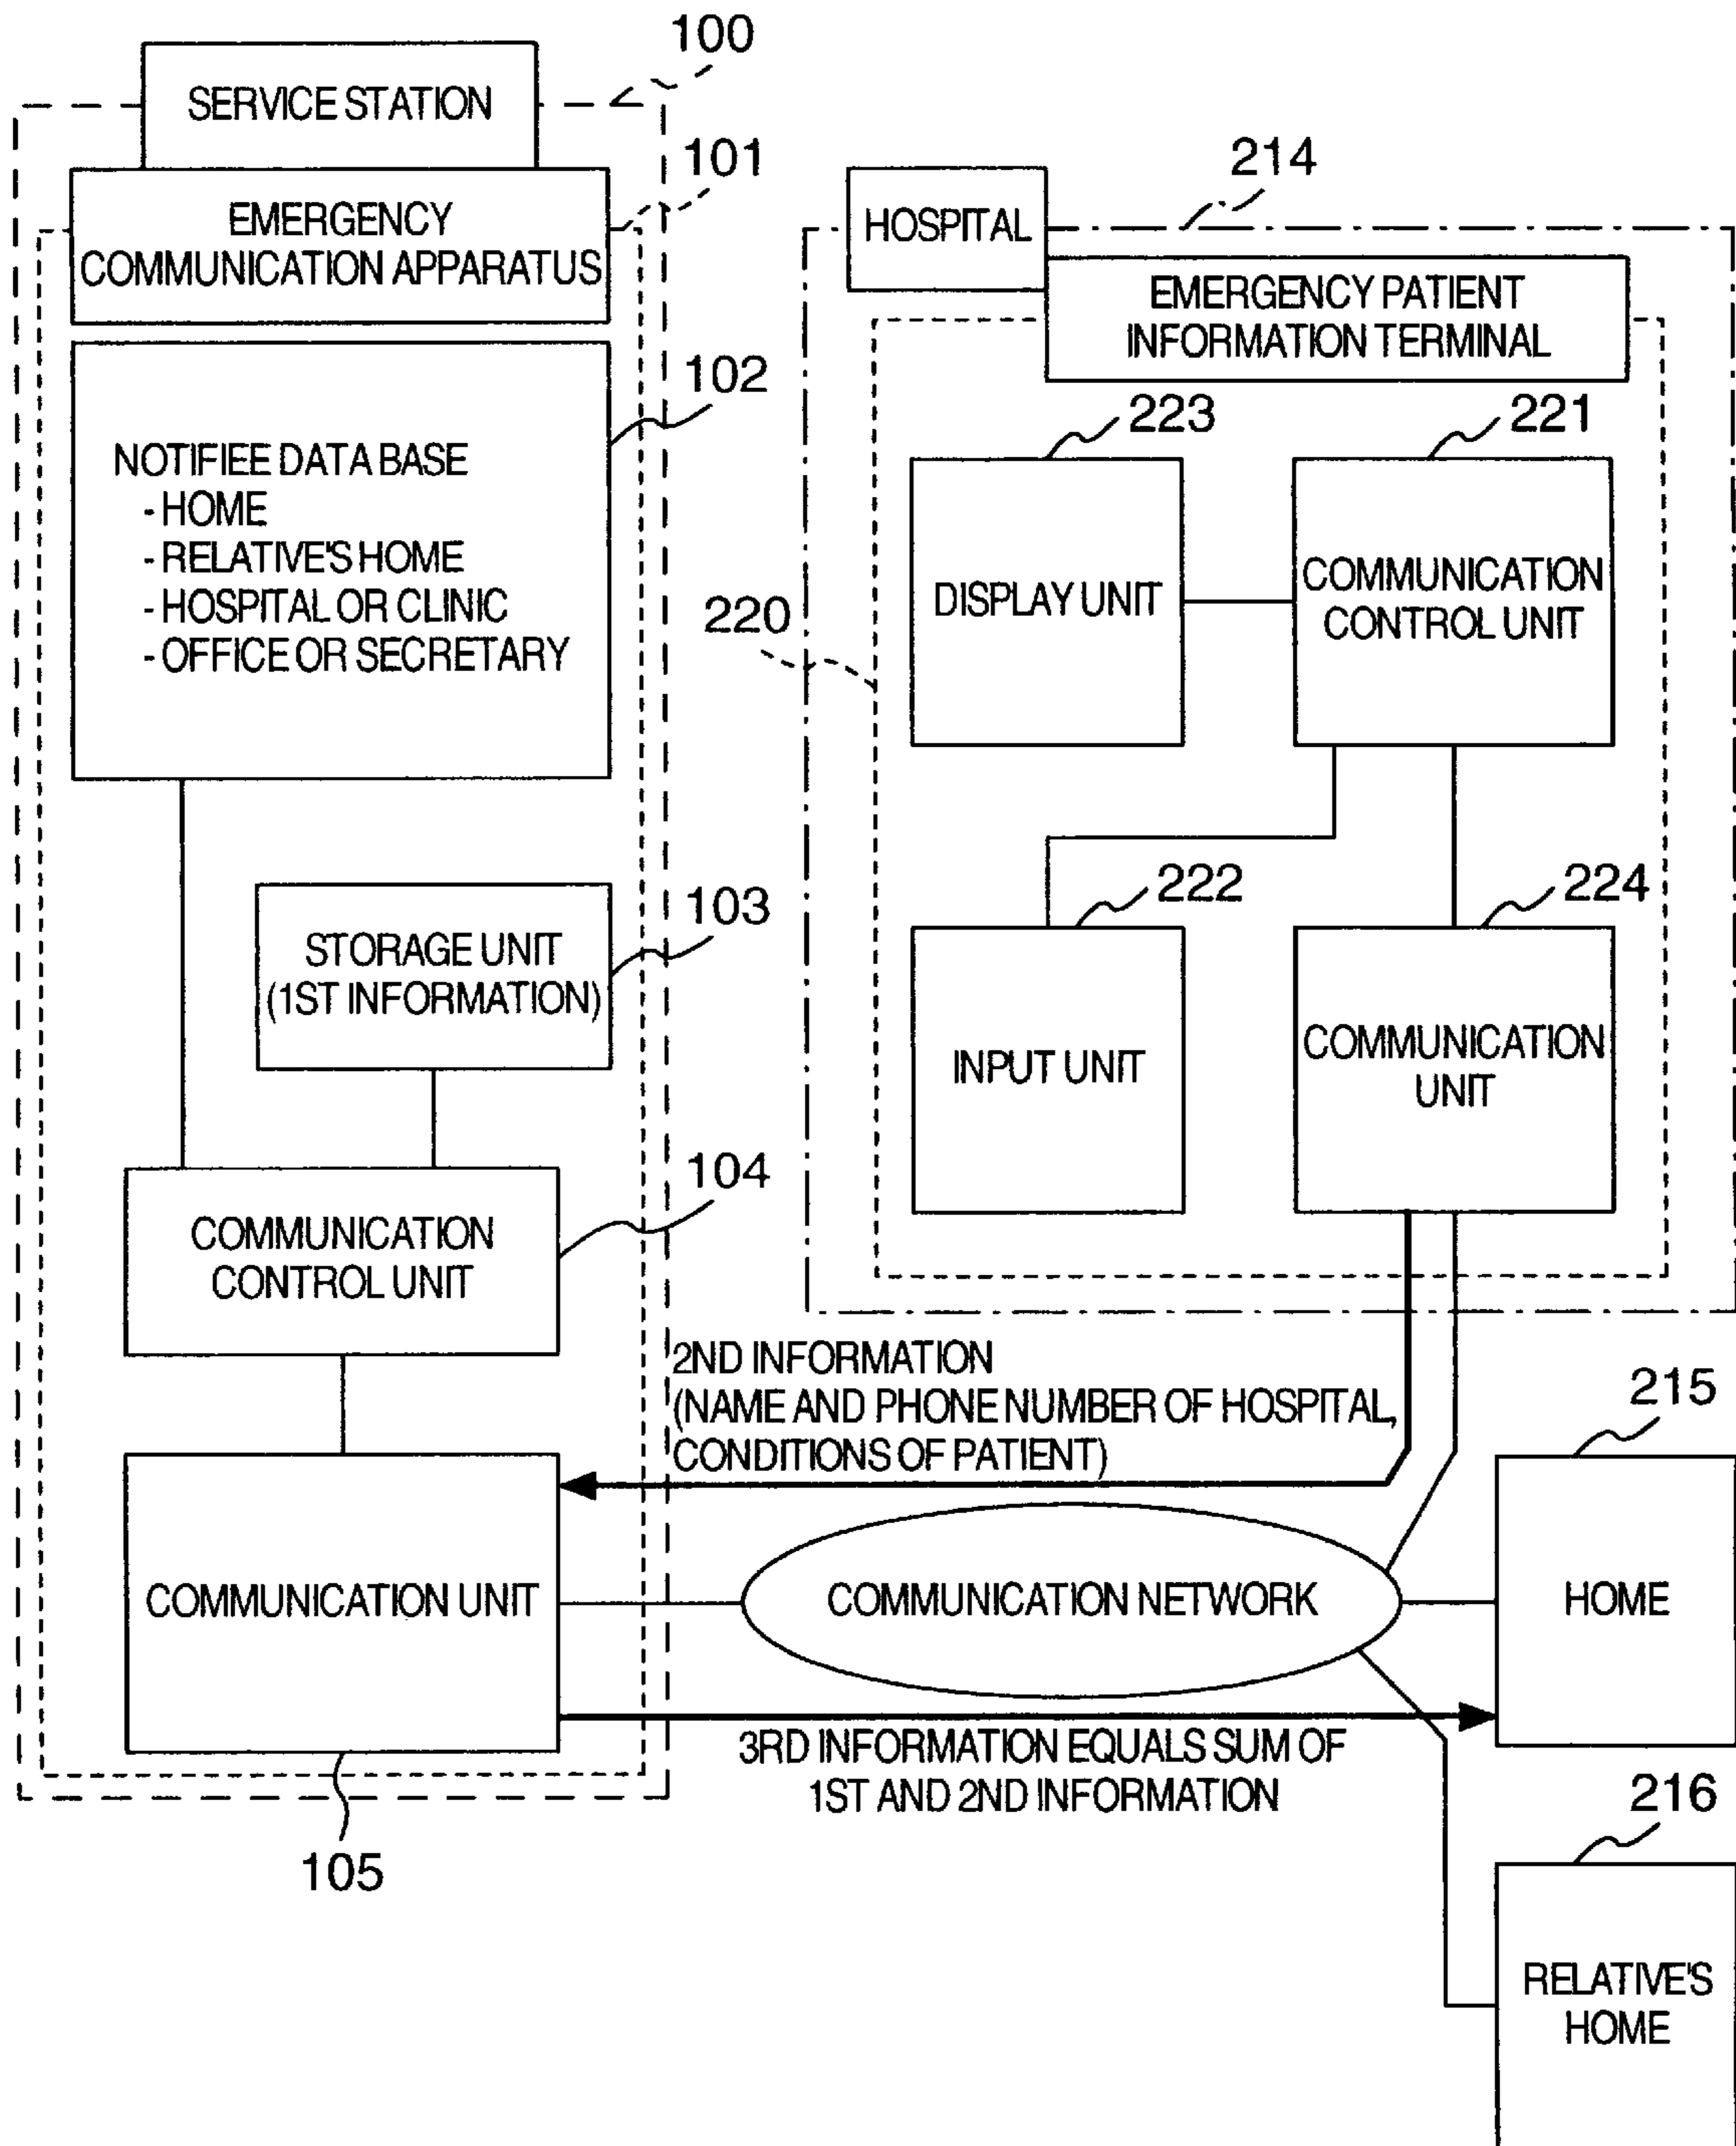 100
SERVICE STATION
101
EMERGENCY
COMMUNICATION APPARATUS
102
NOTIFIEE DATA BASE
- HOME
- RELATIVE'S HOME
- HOSPITAL OR CLINIC
- OFFICE OR SECRETARY
103
STORAGE UNIT
(1ST INFORMATION)
104
COMMUNICATION
CONTROL UNIT
COMMUNICATION UNIT
105
214
HOSPITAL
EMERGENCY PATIENT
INFORMATION TERMINAL
223
221
220
DISPLAY UNIT
COMMUNICATION
CONTROL UNIT
222
224
INPUT UNIT
COMMUNICATION
UNIT
2ND INFORMATION
(NAME AND PHONE NUMBER OF HOSPITAL,
CONDITIONS OF PATIENT)
215
COMMUNICATION NETWORK
HOME
3RD INFORMATION EQUALS SUM OF
1ST AND 2ND INFORMATION
216
RELATIVE'S
HOME